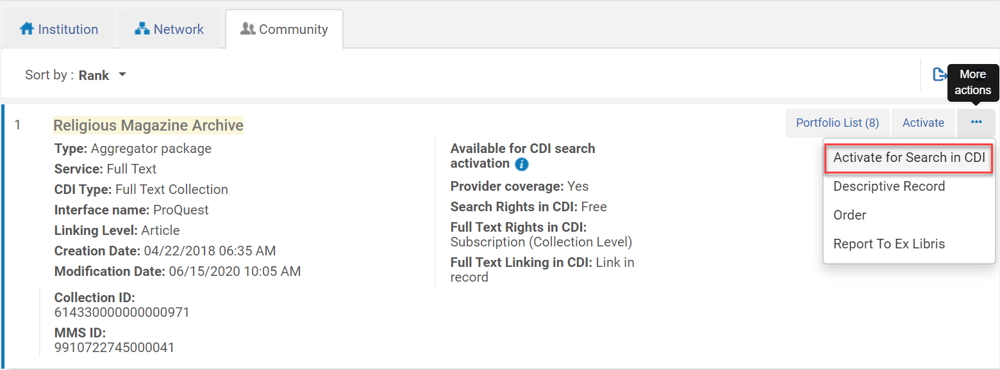 Institution
Network
Community
Sort by : Rank
More
actions
1
Religious Magazine Archive
Portfolio List (8)
Activate
Type: Aggregator package
Service: Full Text
CDI Type: Full Text Collection
Interface name: ProQuest
Linking Level: Article
Creation Date: 04/22/2018 06:35 AM
Modification Date: 06/15/2020 10:05 AM
Collection ID:
614330000000000971
MMS ID:
9910722745000041
Available for CDI search
activation
Provider coverage: Yes
Search Rights in CDI: Free
Full Text Rights in CDI:
Subscription (Collection Level)
Full Text Linking in CDI: Link in
record
Activate for Search in CDI
Descriptive Record
Order
Report To Ex Libris